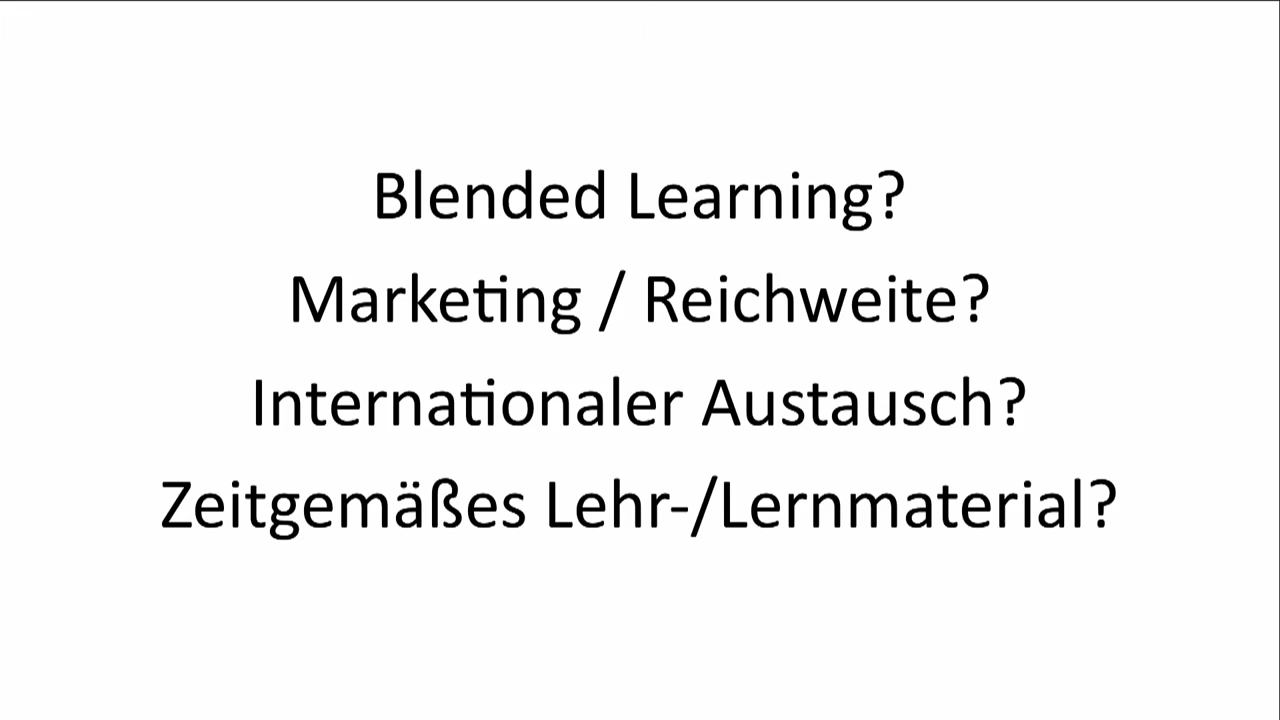 Blended Learning?
Marketing / Reichweite?
Internationaler Austausch?
Zeitgemäßes Lehr-/Lernmaterial?